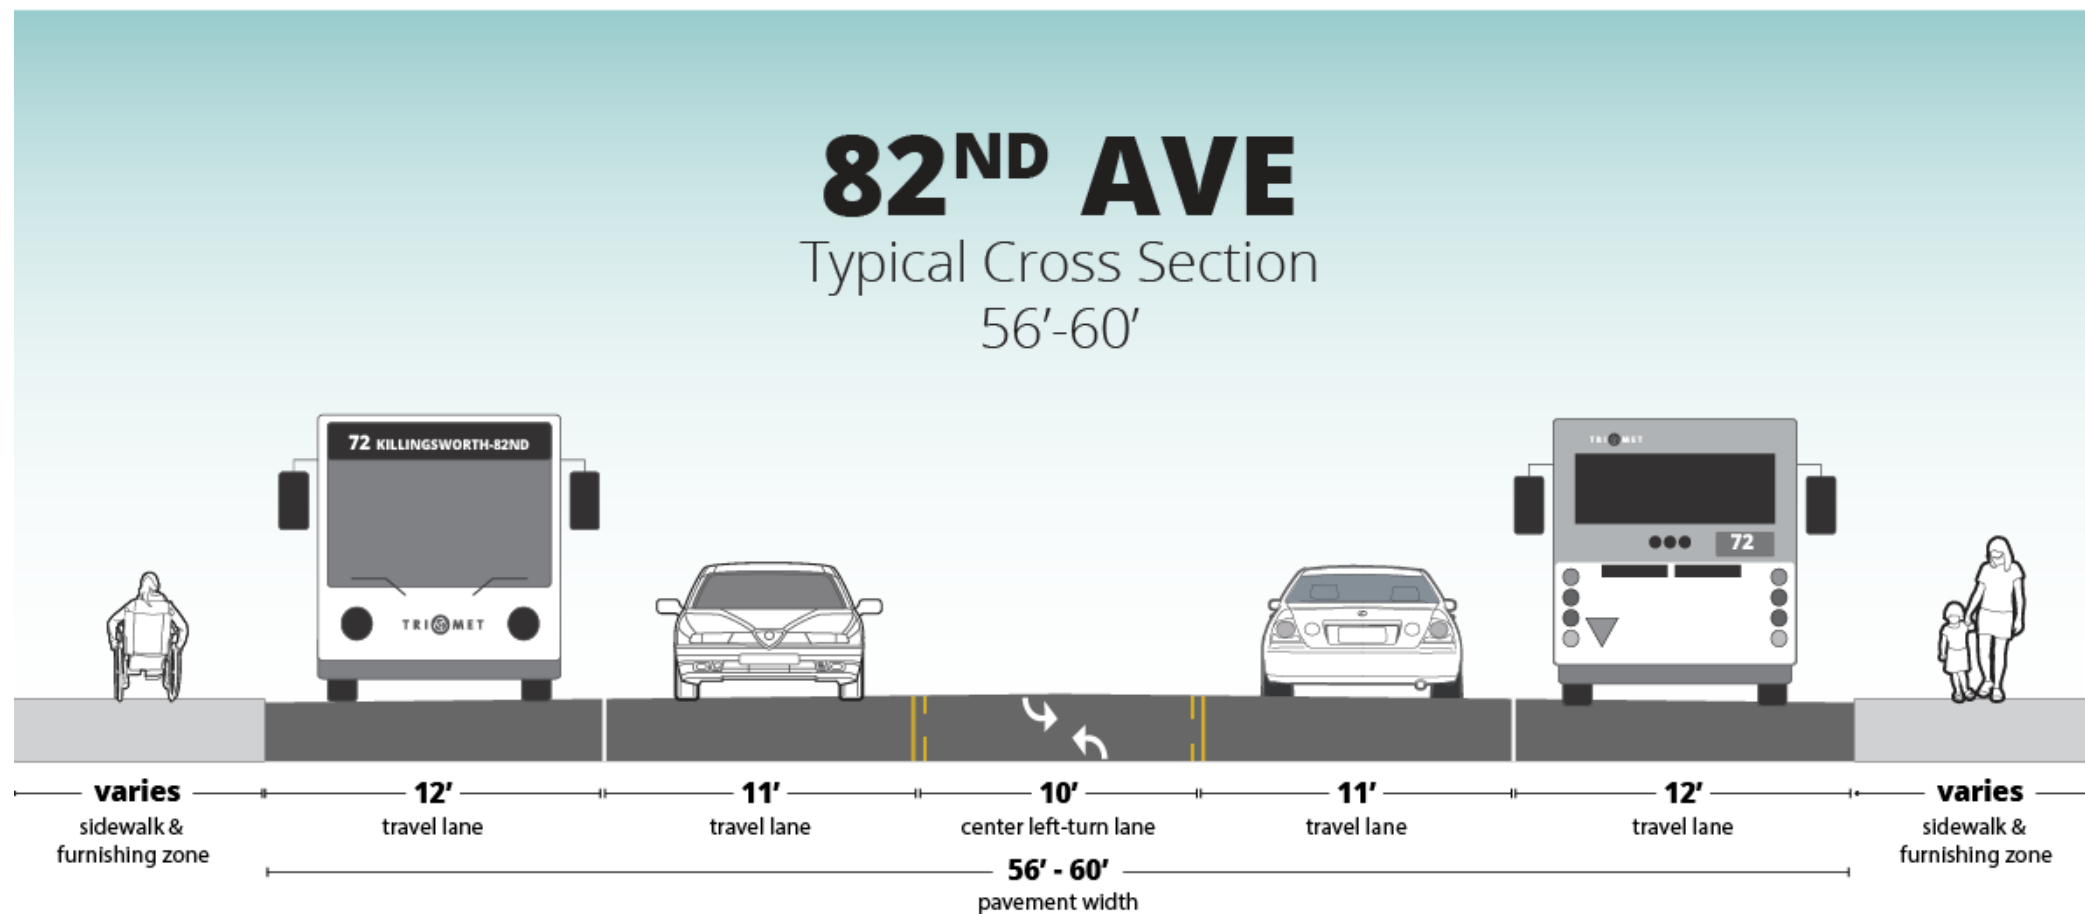 82ND AVE
Typical Cross Section
56’-60’
72 KILLINGSWORTH-82ND
TRIMET
TRIMET
72
varies
sidewalk &
furnishing zone
12’
travel lane
11’
travel lane
10’
center left-turn lane
11’
travel lane
12’
travel lane
varies
sidewalk &
furnishing zone
56’ - 60’
pavement width